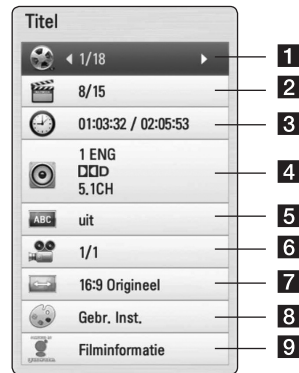 Titel
1/18
1
8/15
2
01:03:32 / 02:05:53
3
1 ENG
DD D
5.1CH
4
ABC
uit
5
1/1
6
16:9 Origineel
7
Gebr. Inst.
8
Filminformatie
9